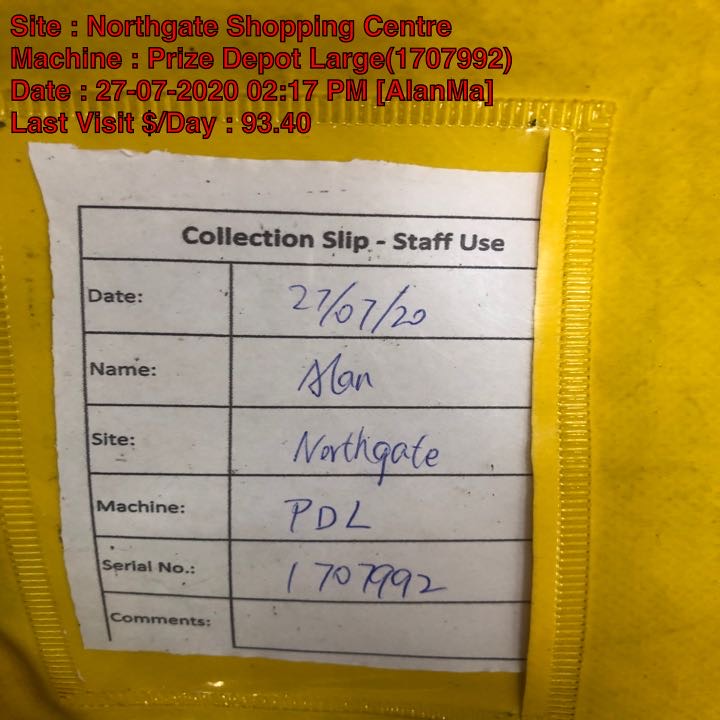 Site : Northgate Shopping Centre
Machine : Prize Depot Large(1707992)
Date : 27-07-2020 02:17 PM [AlanMa]
Last Visit $/Day : 93.40
Collection Slip - Staff Use
Date: 27/07/20
Name: Alan
Site: Northgate
Machine: PDL
Serial No.: 1707992
Comments: